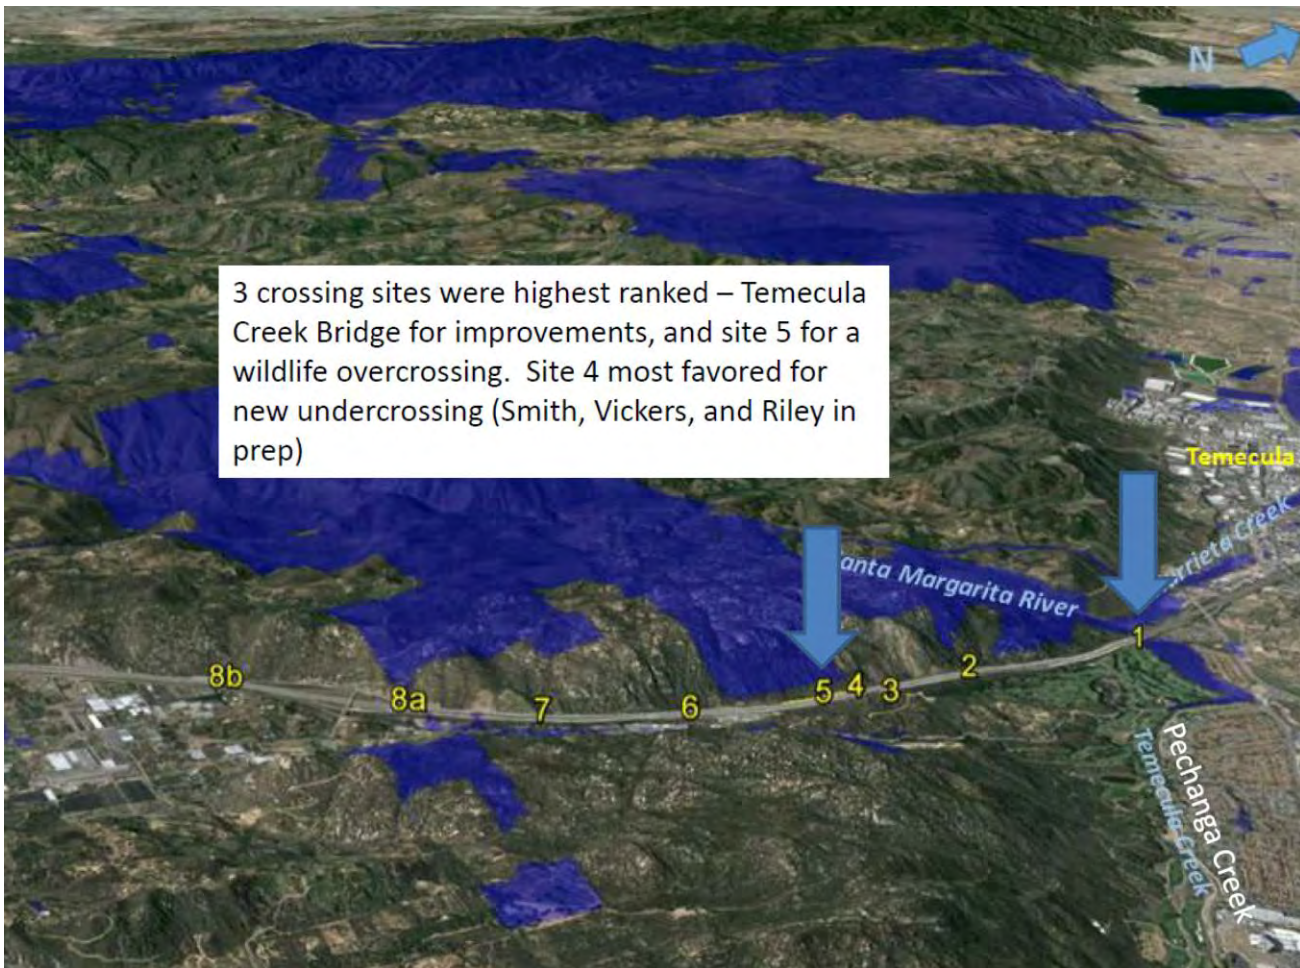 N
3 crossing sites were highest ranked – Temecula
Creek Bridge for improvements, and site 5 for a
wildlife overcrossing.  Site 4 most favored for
new undercrossing (Smith, Vickers, and Riley in
prep)
Temecula
anta Margarita River
urrieta Creek
1
2
3
4
5
6
7
8a
8b
Temecula Creek
Pechanga Creek